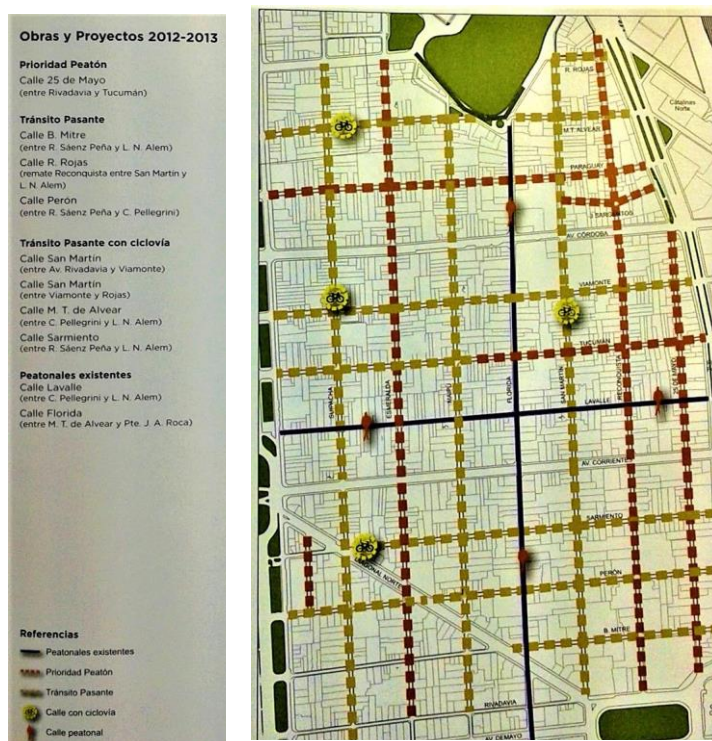 Obras y Proyectos 2012-2013
Prioridad Peatón
Calle 25 de Mayo
(entre Rivadavia y Tucumán)
Tránsito Pasante
Calle B. Mitre
(entre R. Sáenz Peña y L. N. Alem)
Calle R. Rojas
(remate Reconquista entre San Martín y
L. N. Alem)
Calle Perón
(entre R. Sáenz Peña y C. Pellegrini)
Tránsito Pasante con ciclovía
Calle San Martín
(entre Av. Rivadavia y Viamonte)
Calle San Martín
(entre Viamonte y Rojas)
Calle M. T. de Alvear
(entre C. Pellegrini y L. N. Alem)
Calle Sarmiento
(entre R. Sáenz Peña y L. N. Alem)
Peatonales existentes
Calle Lavalle
(entre C. Pellegrini y L. N. Alem)
Calle Florida
(entre M. T. de Alvear y Pte. J. A. Roca)
Referencias
Peatonales existentes
Prioridad Peatón
Tránsito Pasante
Calle con ciclovía
Calle peatonal
R. ROJAS
Catalinas
Norte
M.T. ALVEAR
PARAGUAY
AV. CÓRDOBA
VIAMONTE
TUCUMÁN
SUIPACHA
ESMERALDA
MAIPÚ
FLORIDA
SAN MARTÍN
RECONQUISTA
LAVALLE
AV. CORRIENTES
SARMIENTO
DIAGONAL NORTE
PERÓN
B. MITRE
RIVADAVIA
AV. DE MAYO